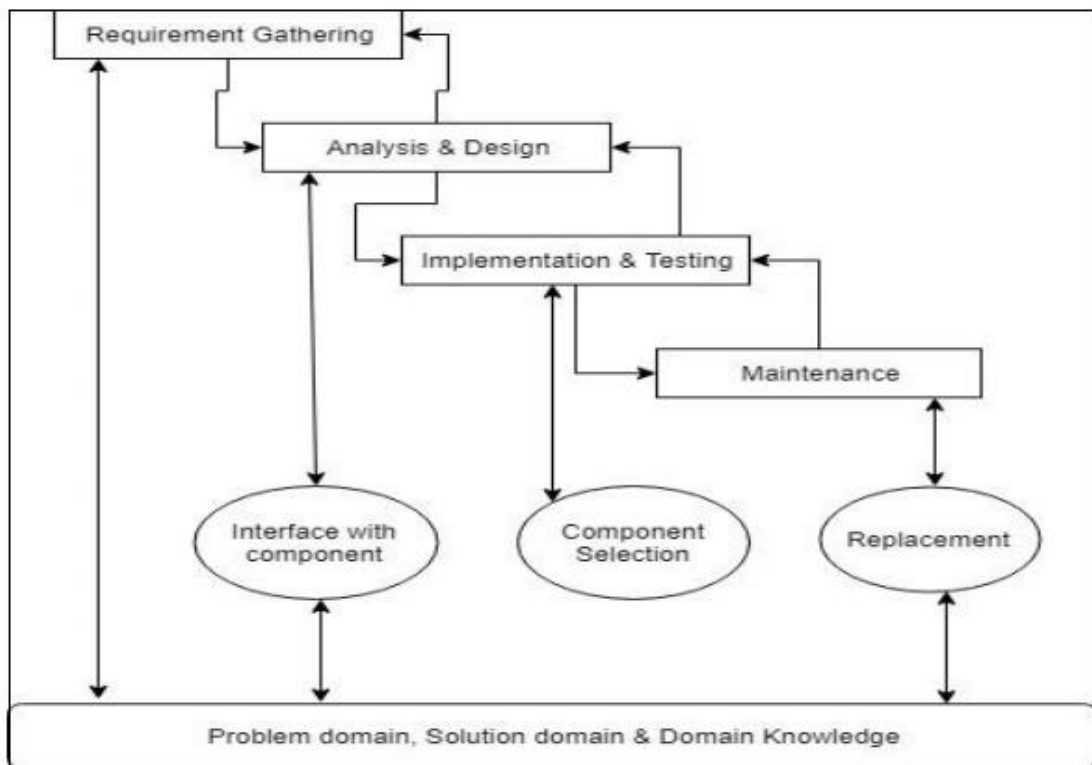 Requirement Gathering
Analysis & Design
Implementation & Testing
Maintenance
Interface with
component
Component
Selection
Replacement
Problem domain, Solution domain & Domain Knowledge